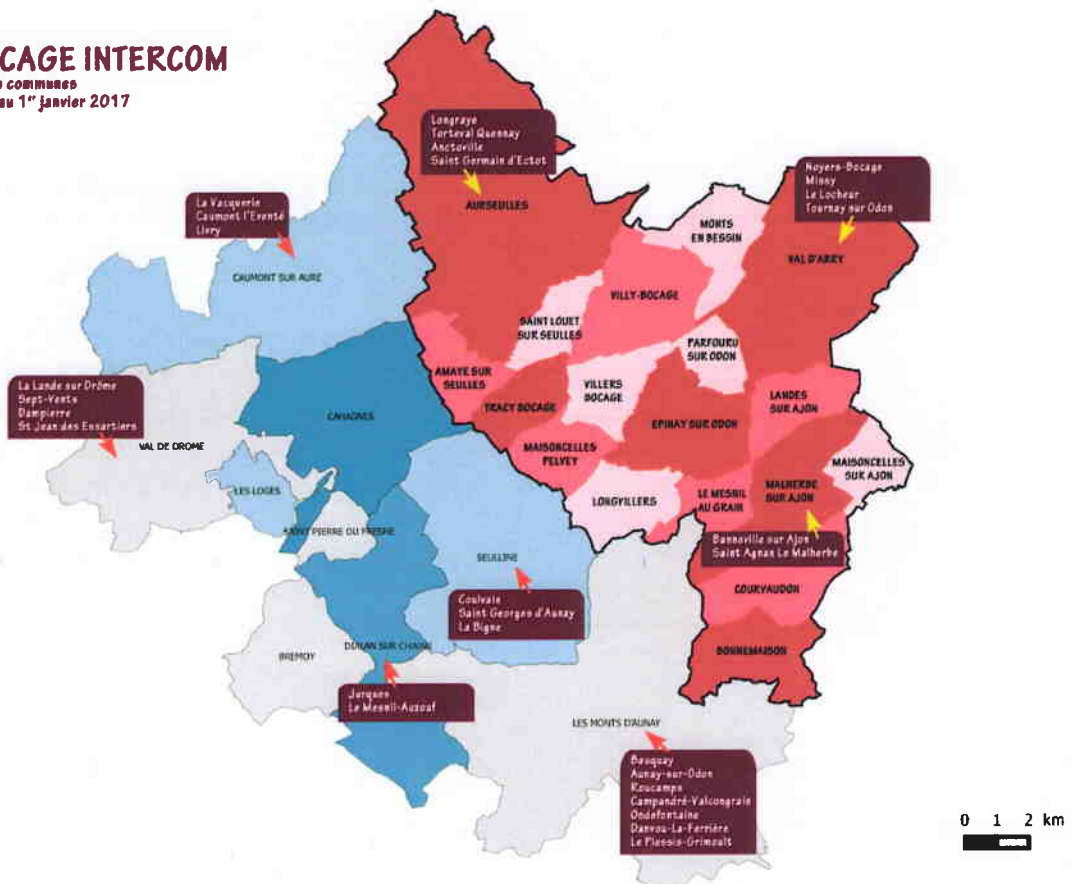 CAGE INTERCOM
communes
au 1er janvier 2017
Longraye
Torteval Quesnay
Anctoville
Saint Germain d'Ectot
AURSEULLES
Noyers-Bocage
Missy
Le Locheur
Tournay sur Odon
VAL D'ARRY
MONTS
EN BESSIN
La Vacquerie
Caumont l'Eventé
Livry
CAUMONT SUR AURE
VILLY-BOCAGE
SAINT LOUET
SUR SEULLES
PARFOURU
SUR ODON
AMAYE SUR
SEULLES
VILLERS
BOCAGE
TRACY BOCAGE
LANDES
SUR AJON
EPINAY SUR ODON
La Lande sur Drôme
Sept-Vents
Dampierre
St Jean des Essartiers
VAL DE DROME
CAHAGNES
MAISONCELLES
PELVEY
MAISONCELLES
SUR AJON
MALHERBE
SUR AJON
LES LOGES
LONGVILLERS
LE MESNIL
AU GRAIN
SAINT PIERRE DU FRESNE
Banneville sur Ajon
Saint Agnan Le Malherbe
SEULLINE
COURVAUDON
Coulvain
Saint Georges d'Aunay
La Bigne
BREMOY
DIALAN SUR CHAINE
BONNEMAISON
Jurques
Le Mesnil-Auzouf
LES MONTS D'AUNAY
Bauquay
Aunay-sur-Odon
Roucamps
Campandré-Valcongrain
Ondefontaine
Danvou-La-Ferrière
Le Plessis-Grimoult
0 1 2 km